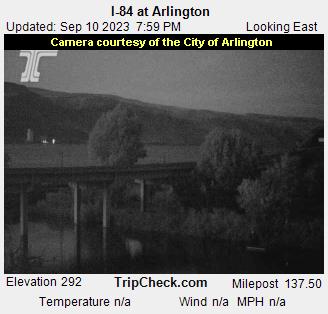 I-84 at Arlington
Updated: Sep 10 2023 7:59 PM Looking East
Camera courtesy of the City of Arlington
Elevation 292 TripCheck.com Milepost 137.50
Temperature n/a Wind n/a MPH n/a